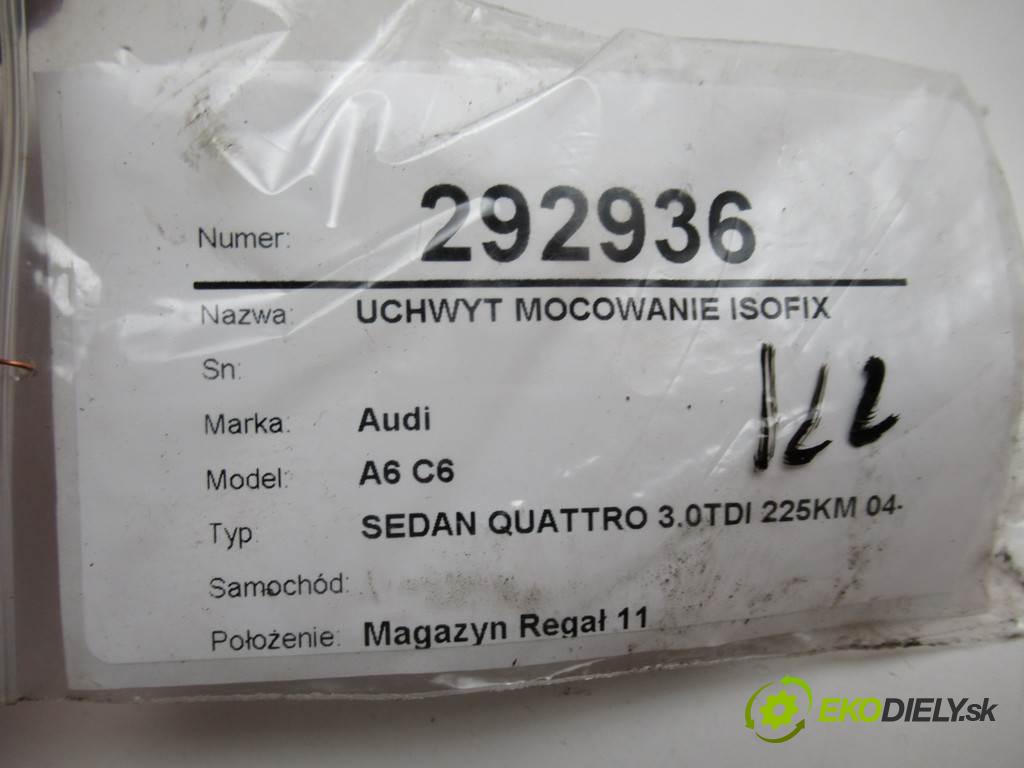 Numer: 292936
Nazwa: UCHWYT MOCOWANIE ISOFIX
Sn:
Marka: Audi
Model: A6 C6
Typ: SEDAN QUATTRO 3.0TDI 225KM 04-
Samochód:
Położenie: Magazyn Regał 11
EKODIELY.sk